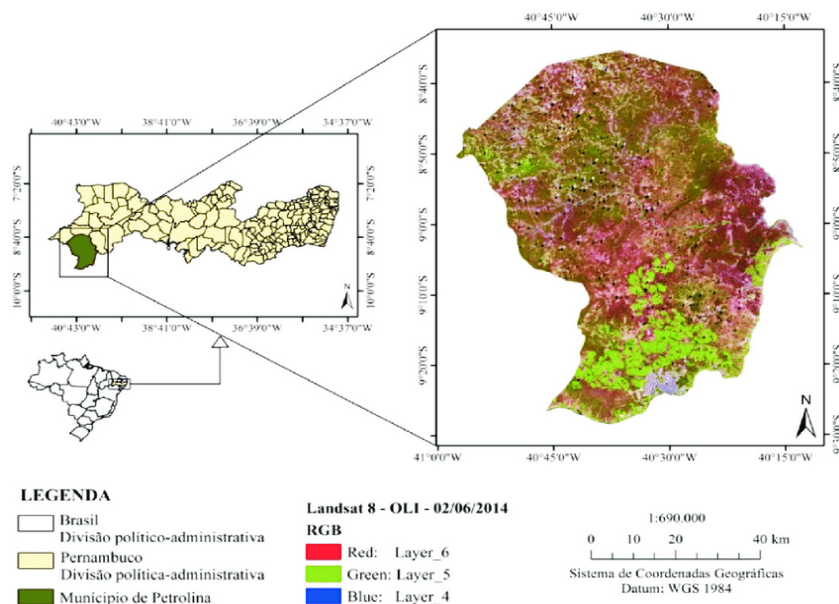 40°45'0"W 40°30'0"W 40°15'0"W
8°40'0"S
8°50'0"S
9°0'0"S
9°10'0"S
9°20'0"S
40°43'0"W 38°41'0"W 36°39'0"W 34°37'0"W
7°20'0"S 7°20'0"S
8°40'0"S 8°40'0"S
10°0'0"S 10°0'0"S
N
40°43'0"W 38°41'0"W 36°39'0"W 34°37'0"W
N
41°0'0"W 40°45'0"W 40°30'0"W 40°15'0"W
LEGENDA
Brasil
Divisão político-administrativa
Pernambuco
Divisão política-administrativa
Município de Petrolina
Landsat 8 - OLI - 02/06/2014
RGB
Red: Layer_6
Green: Layer_5
Blue: Layer_4
1:690.000
0 10 20 40 km
Sistema de Coordenadas Geográficas
Datum: WGS 1984